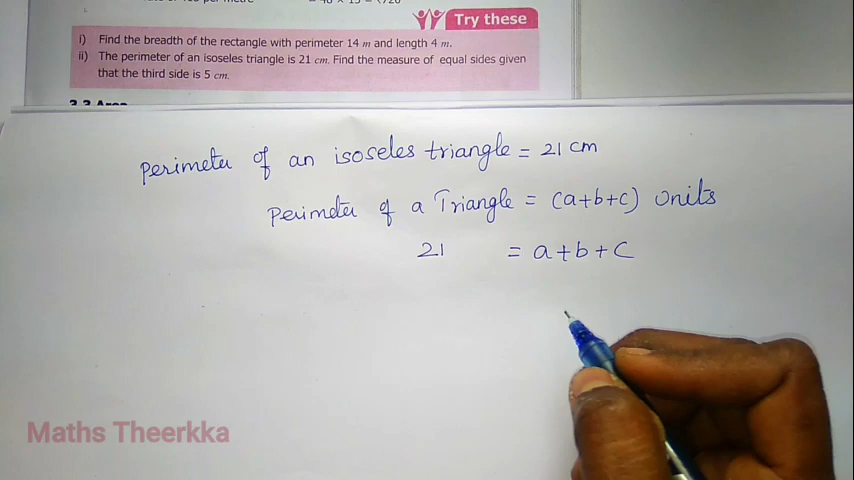 Try these
i) Find the breadth of the rectangle with perimeter 14 m and length 4 m.
ii) The perimeter of an isoseles triangle is 21 cm. Find the measure of equal sides given
that the third side is 5 cm.
Perimeter of an isoseles triangle = 21 cm
Perimeter of a Triangle = (a+b+c) Units
21 = a+b+c
Maths Theerkka